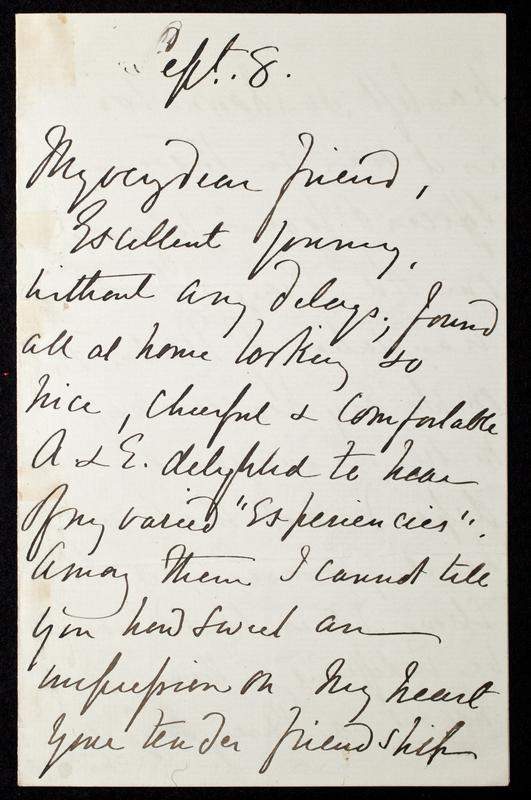 Sept. 8.
My very dear friend,
Excellent journey,
without any delays; found
all at home looking so
nice, cheerful & comfortable
A & E. delighted to hear
of my varied "Experiencies".
Among them I cannot tell
you how sweet an
impression on my heart
your tender friendship